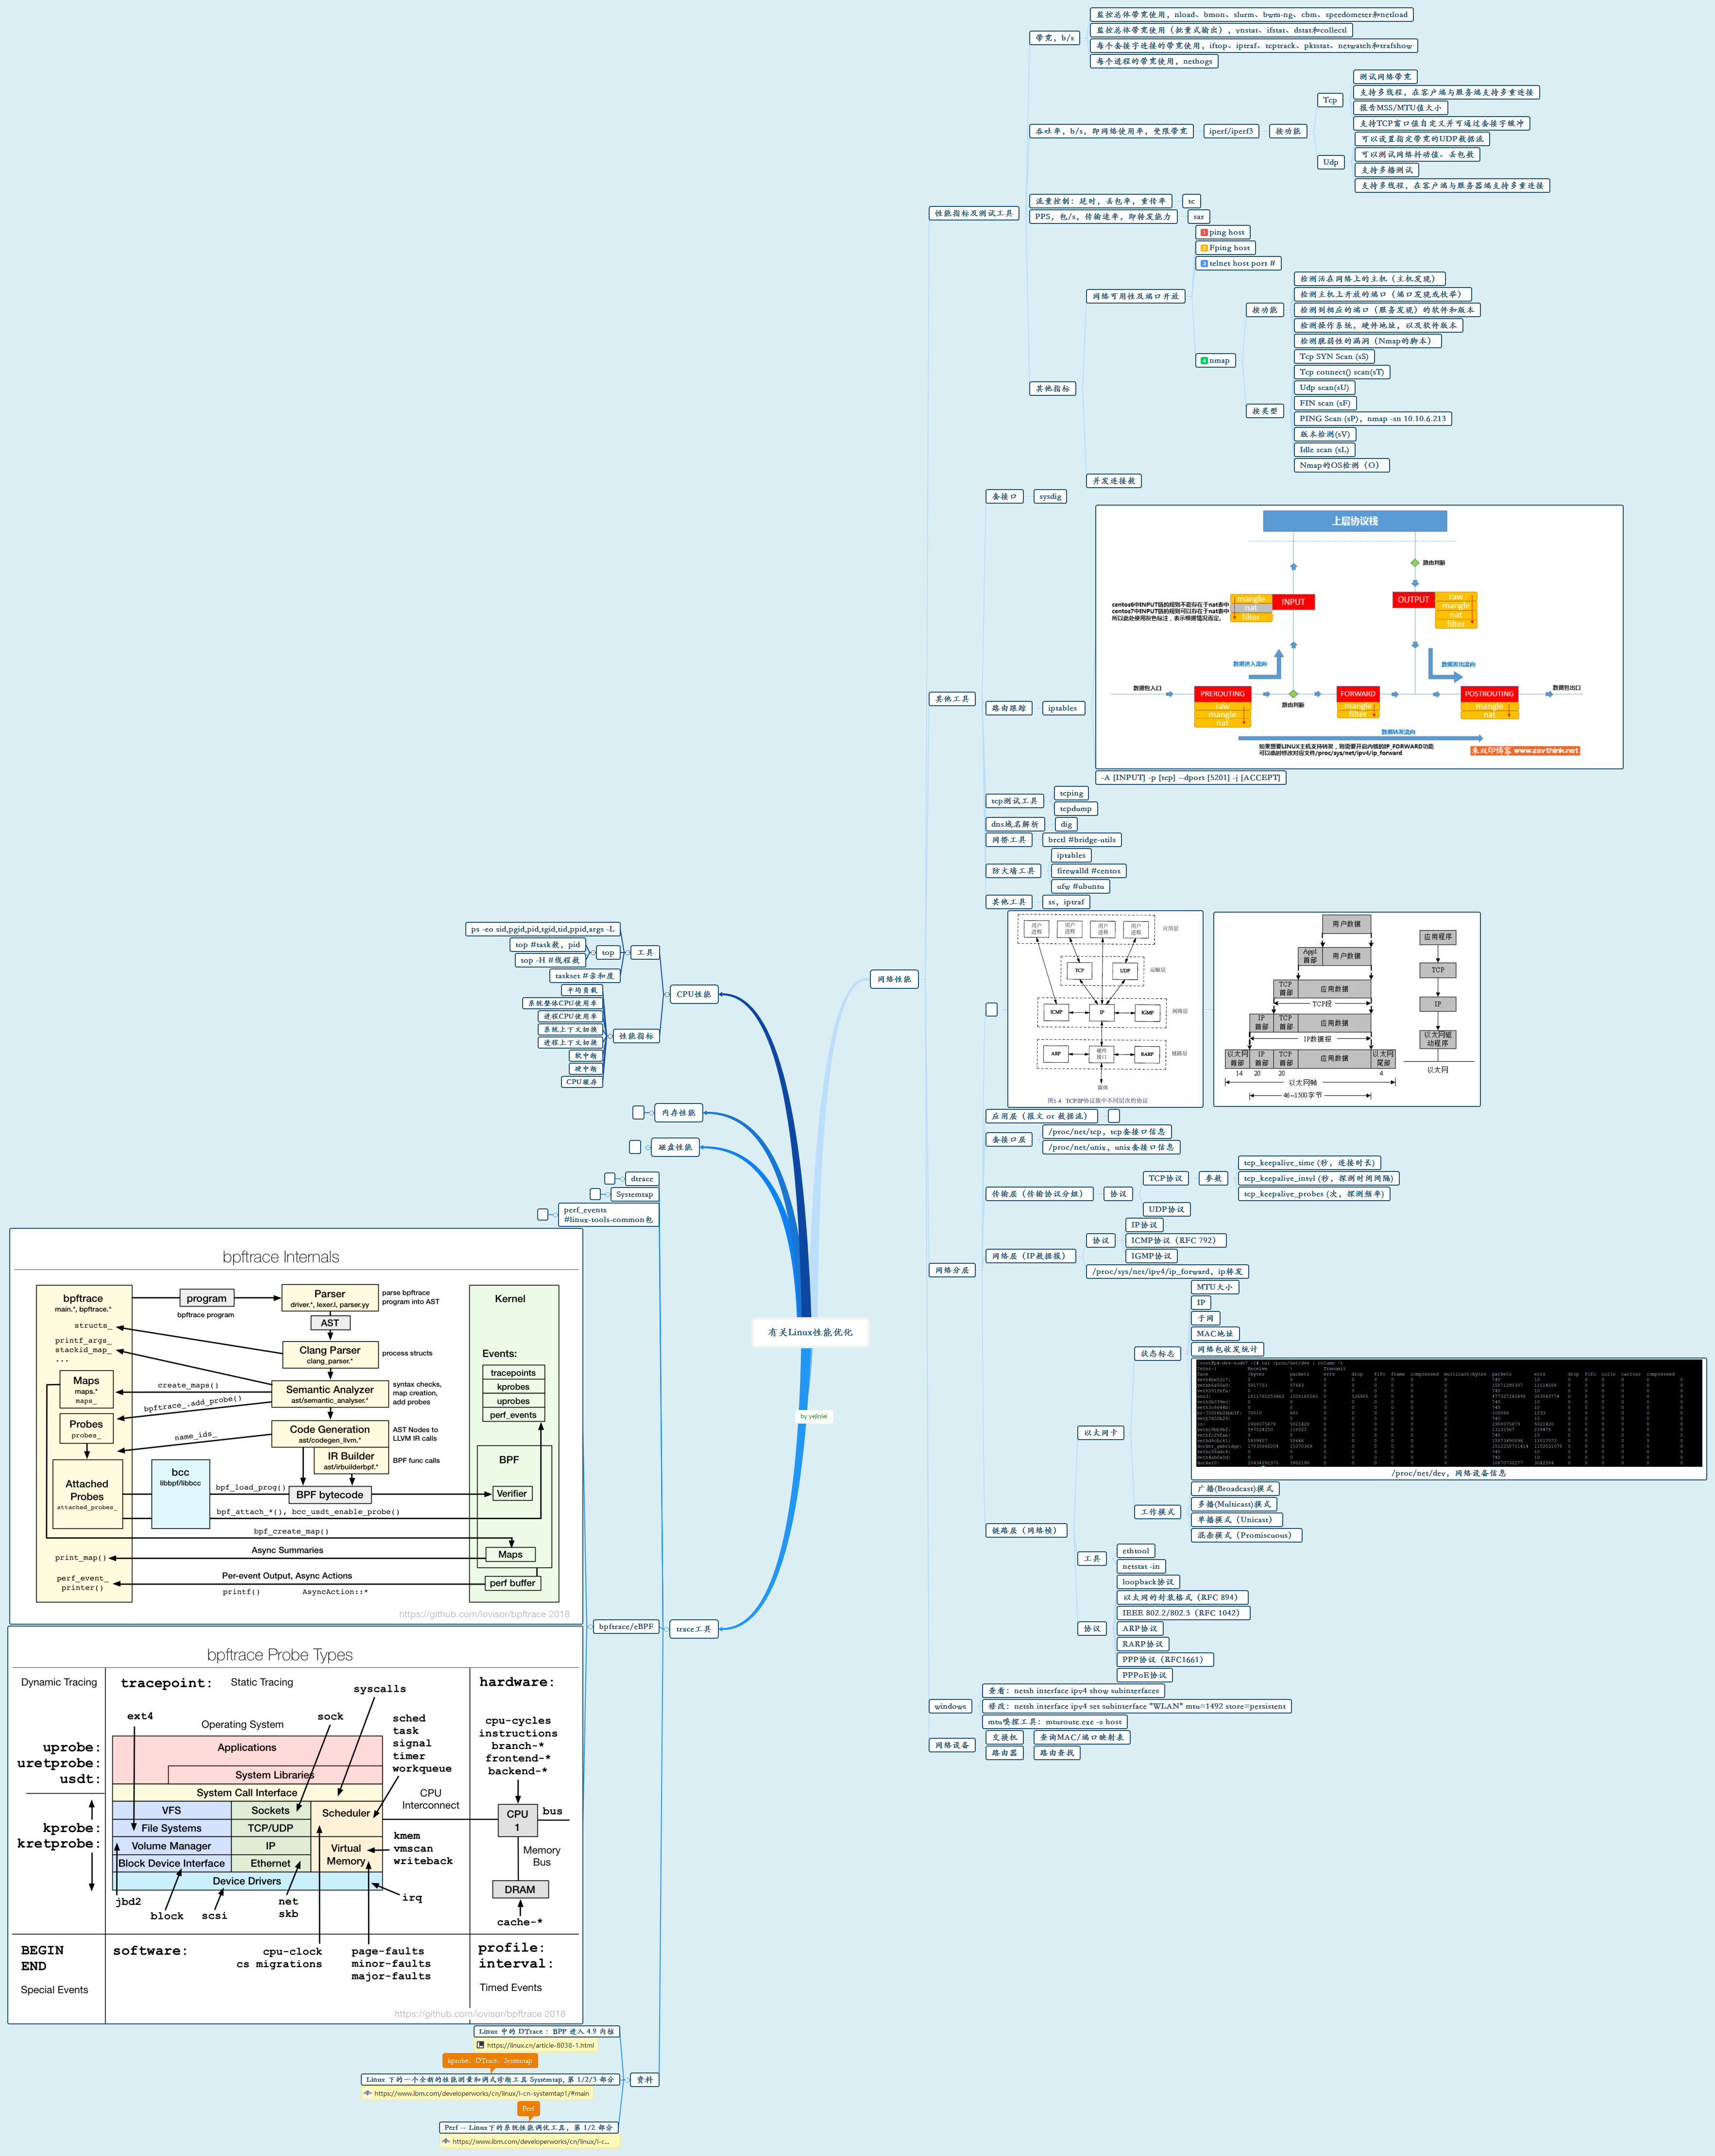 有关Linux性能优化
by yejinlei
网络性能
性能指标及测试工具
带宽，b/s
监控总体带宽使用，nload、bmon、slurm、bwm-ng、cbm、speedometer和netload
监控总体带宽使用（批量式输出），vnstat、ifstat、dstat和collectl
每个套接字连接的带宽使用，iftop、iptraf、tcptrack、pktstat、netwatch和trafshow
每个进程的带宽使用，nethogs
吞吐率，b/s，即网络使用率，受限带宽
iperf/iperf3
按功能
Tcp
测试网络带宽
支持多线程，在客户端与服务端支持多重连接
报告MSS/MTU值大小
支持TCP窗口值自定义并可通过套接字缓冲
Udp
可以设置指定带宽的UDP数据流
可以测试网络抖动值、丢包数
支持多播测试
支持多线程，在客户端与服务器端支持多重连接
流量控制：延时，丢包率，重传率
tc
PPS，包/s，传输速率，即转发能力
sar
其他指标
网络可用性及端口开放
1 ping host
2 Fping host
3 telnet host port #
4 nmap
按功能
检测活在网络上的主机（主机发现）
检测主机上开放的端口（端口发现或枚举）
检测到相应的端口（服务发现）的软件和版本
检测操作系统，硬件地址，以及软件版本
检测脆弱性的漏洞（Nmap的脚本）
按类型
Tcp SYN Scan (sS)
Tcp connect() scan(sT)
Udp scan(sU)
FIN scan (sF)
PING Scan (sP)，nmap -sn 10.10.6.213
版本检测(sV)
Idle scan (sL)
Nmap的OS检测（O）
并发连接数
其他工具
套接口
sysdig
路由跟踪
iptables
上层协议栈
路由判断
centos6中INPUT链的规则不能存在于nat表中
centos7中INPUT链的规则可以存在于nat表中
所以此处使用灰色标注，表示根据情况而定。
mangle
nat
filter
INPUT
OUTPUT
raw
mangle
nat
filter
数据进入流向
数据发出流向
数据包入口
PREROUTING
raw
mangle
nat
路由判断
FORWARD
mangle
filter
POSTROUTING
mangle
nat
数据包出口
数据转发流向
如果想要LINUX主机支持转发，则需要开启内核的IP_FORWARD功能
可以临时修改对应文件/proc/sys/net/ipv4/ip_forward
朱双印博客 www.zsythink.net
-A [INPUT] -p [tcp] --dport [5201] -j [ACCEPT]
tcp测试工具
tcping
tcpdump
dns域名解析
dig
网桥工具
brctl #bridge-utils
防火墙工具
iptables
firewalld #centos
ufw #ubuntu
其他工具
ss，iptraf
网络分层
用户进程
用户进程
用户进程
用户进程
应用层
TCP
UDP
运输层
ICMP
IP
IGMP
网络层
ARP
硬件接口
RARP
链路层
媒体
图1-4 TCP/IP协议族中不同层次的协议
用户数据
Appl首部
用户数据
TCP首部
应用数据
TCP段
IP首部
TCP首部
应用数据
IP数据报
以太网首部
IP首部
TCP首部
应用数据
以太网尾部
14 20 20 4
以太网帧
46~1500字节
应用程序
TCP
IP
以太网驱动程序
以太网
应用层（报文 or 数据流）
套接口层
/proc/net/tcp，tcp套接口信息
/proc/net/unix，unix套接口信息
传输层（传输协议分组）
协议
TCP协议
参数
tcp_keepalive_time (秒，连接时长)
tcp_keepalive_intvl (秒，探测时间间隔)
tcp_keepalive_probes (次，探测频率)
UDP协议
网络层（IP数据报）
协议
IP协议
ICMP协议（RFC 792）
IGMP协议
/proc/sys/net/ipv4/ip_forward，ip转发
链路层（网络帧）
以太网卡
状态标志
MTU大小
IP
子网
MAC地址
网络包收发统计
/proc/net/dev，网络设备信息
工作模式
广播(Broadcast)模式
多播(Multicast)模式
单播模式（Unicast）
混杂模式（Promiscuous）
工具
ethtool
netstat -in
协议
loopback协议
以太网的封装格式（RFC 894）
IEEE 802.2/802.3（RFC 1042）
ARP协议
RARP协议
PPP协议（RFC1661）
PPPoE协议
windows
查看：netsh interface ipv4 show subinterfaces
修改：netsh interface ipv4 set subinterface "WLAN" mtu=1492 store=persistent
mtu嗅探工具：mturoute.exe -z host
网络设备
交换机
查询MAC/端口映射表
路由器
路由查找
CPU性能
工具
ps -eo sid,pgid,pid,tgid,tid,ppid,args -L
top
top #task数，pid
top -H #线程数
taskset #亲和度
性能指标
平均负载
系统整体CPU使用率
进程CPU使用率
系统上下文切换
进程上下文切换
软中断
硬中断
CPU缓存
内存性能
磁盘性能
trace工具
dtrace
Systemtap
perf_events
#linux-tools-common包
bpftrace/eBPF
bpftrace Internals
bpftrace
main.*, bpftrace.*
structs_
printf_args_
stackid_map_
...
Maps
maps.*
maps_
Probes
probes_
Attached Probes
attached_probes_
print_map()
perf_event_printer()
program
bpftrace program
Parser
driver.*, lexer.l, parser.yy
parse bpftrace program into AST
AST
Clang Parser
clang_parser.*
process structs
create_maps()
Semantic Analyzer
ast/semantic_analyser.*
syntax checks, map creation, add probes
bpftrace_.add_probe()
Code Generation
ast/codegen_llvm.*
AST Nodes to LLVM IR calls
name_ids_
IR Builder
ast/irbuilderbpf.*
BPF func calls
bcc
libbpf/libbcc
bpf_load_prog()
BPF bytecode
bpf_attach_*(), bcc_usdt_enable_probe()
bpf_create_map()
Async Summaries
Per-event Output, Async Actions
printf()
AsyncAction::*
Kernel
Events:
tracepoints
kprobes
uprobes
perf_events
BPF
Verifier
Maps
perf buffer
https://github.com/iovisor/bpftrace 2018
bpftrace Probe Types
Dynamic Tracing
tracepoint:
Static Tracing
hardware:
syscalls
ext4
Operating System
sock
sched
task
signal
timer
workqueue
cpu-cycles
instructions
branch-*
frontend-*
backend-*
uprobe:
uretprobe:
usdt:
Applications
System Libraries
System Call Interface
CPU Interconnect
VFS
Sockets
Scheduler
File Systems
TCP/UDP
Volume Manager
IP
Virtual Memory
Block Device Interface
Ethernet
Device Drivers
kprobe:
kretprobe:
kmem
vmscan
writeback
CPU 1
bus
Memory Bus
DRAM
cache-*
jbd2
block
scsi
net
skb
irq
BEGIN
END
Special Events
software:
cpu-clock
cs migrations
page-faults
minor-faults
major-faults
profile:
interval:
Timed Events
https://github.com/iovisor/bpftrace 2018
资料
Linux 中的 DTrace ：BPF 进入 4.9 内核
https://linux.cn/article-8038-1.html
kprobe、DTrace、Systemtap
Linux 下的一个全新的性能测量和调式诊断工具 Systemtap, 第 1/2/3 部分
https://www.ibm.com/developerworks/cn/linux/l-cn-systemtap1/#main
Perf
Perf -- Linux下的系统性能调优工具，第 1/2 部分
https://www.ibm.com/developerworks/cn/linux/l-c...